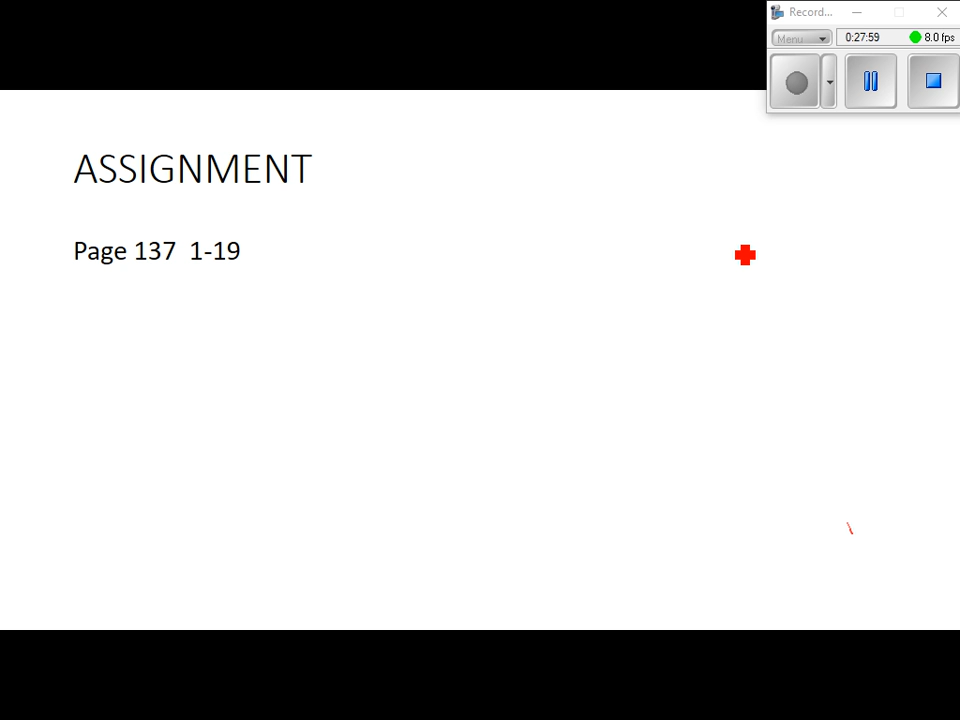 Record...
Menu 0:27:59 8.0 fps
ASSIGNMENT
Page 137 1-19